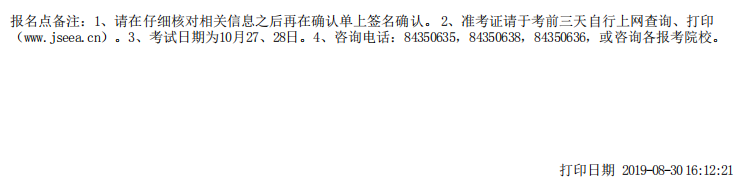 报名点备注：1、请在仔细核对相关信息之后再在确认单上签名确认。 2、准考证请于考前三天自行上网查询、打印
（www.jseea.cn）。3、考试日期为10月27、28日。4、咨询电话：84350635，84350638，84350636，或咨询各报考院校。
打印日期 2019-08-30 16:12:21